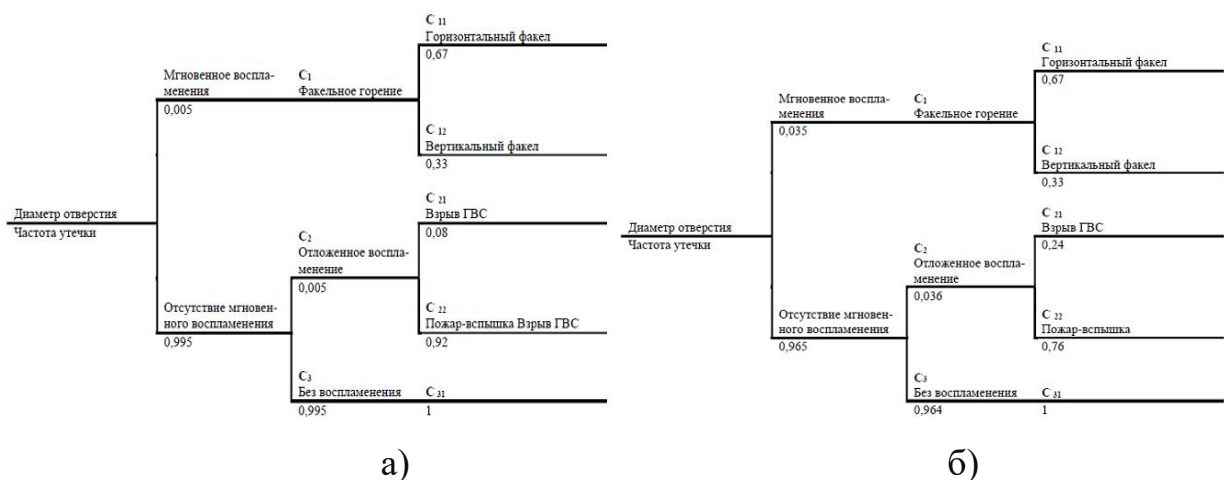 C 11
Горизонтальный факел
0,67
Мгновенное воспла-
менения
0,005
C1
Факельное горение
C 12
Вертикальный факел
0,33
Диаметр отверстия
Частота утечки
C 21
Взрыв ГВС
0,08
C2
Отложенное воспла-
менение
0,005
Отсутствие мгновен-
ного воспламенения
0,995
C 22
Пожар-вспышка Взрыв ГВС
0,92
C3
Без воспламенения
0,995
C 31
1
а)
C 11
Горизонтальный факел
0,67
Мгновенное воспла-
менения
0,035
C1
Факельное горение
C 12
Вертикальный факел
0,33
Диаметр отверстия
Частота утечки
C 21
Взрыв ГВС
0,24
C2
Отложенное воспла-
менение
0,036
Отсутствие мгновен-
ного воспламенения
0,965
C 22
Пожар-вспышка
0,76
C3
Без воспламенения
0,964
C 31
1
б)